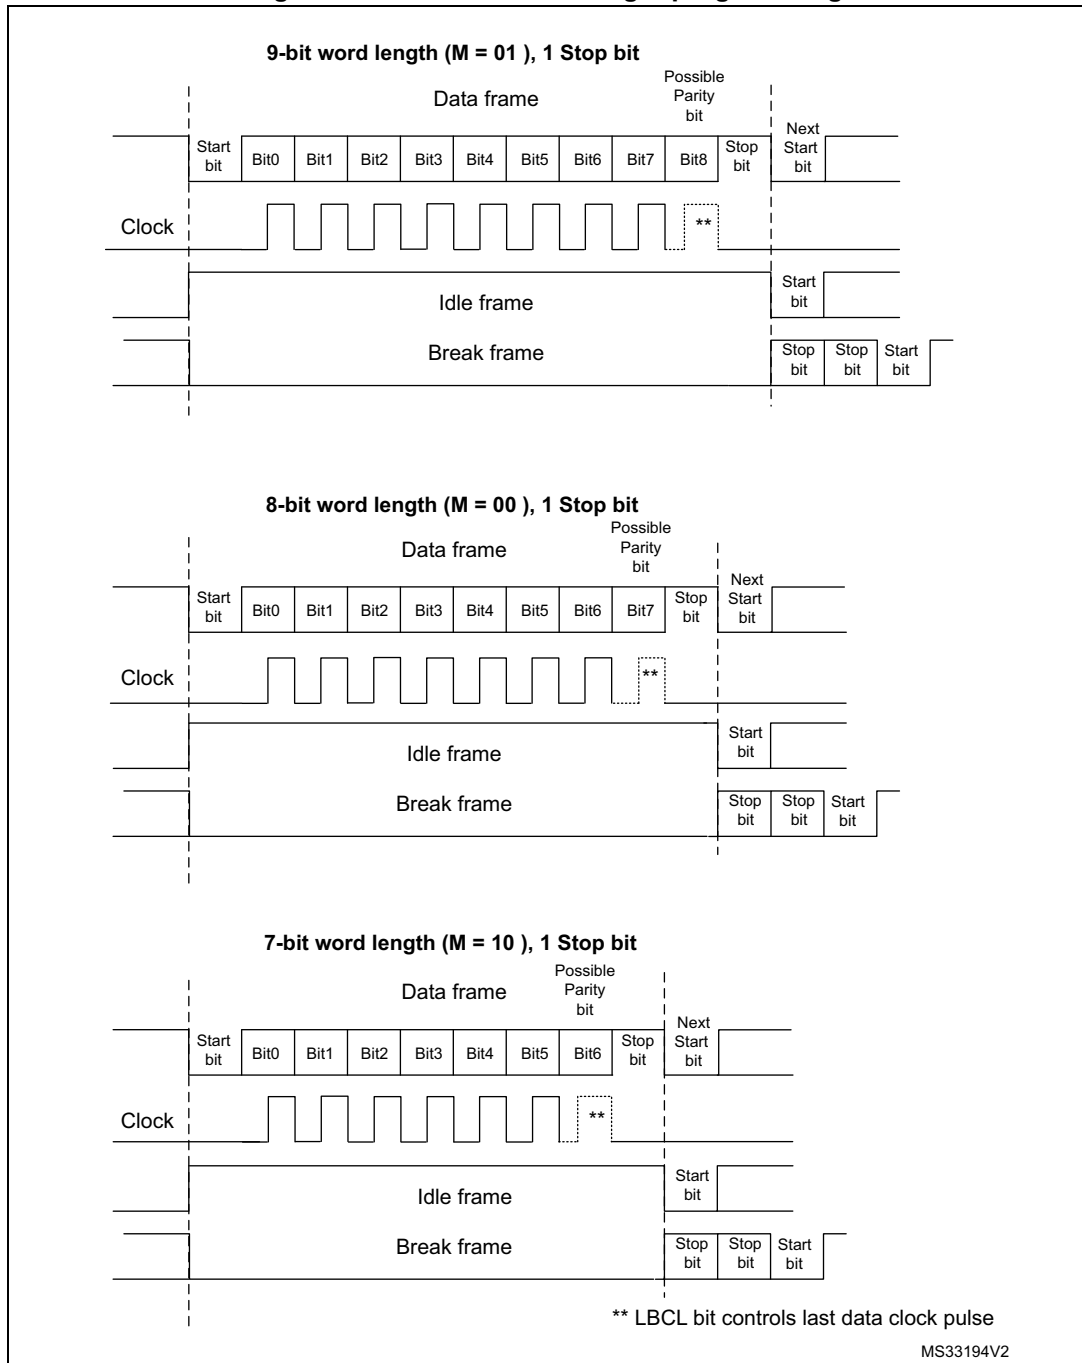 9-bit word length (M = 01 ), 1 Stop bit
Possible
Parity
bit
Data frame
Next
Start
bit
Start
bit
Bit0 Bit1 Bit2 Bit3 Bit4 Bit5 Bit6 Bit7 Bit8
Stop
bit
Clock
**
Idle frame
Start
bit
Break frame
Stop
bit
Stop
bit
Start
bit
8-bit word length (M = 00 ), 1 Stop bit
Possible
Parity
bit
Data frame
Next
Start
bit
Start
bit
Bit0 Bit1 Bit2 Bit3 Bit4 Bit5 Bit6 Bit7
Stop
bit
Clock
**
Idle frame
Start
bit
Break frame
Stop
bit
Stop
bit
Start
bit
7-bit word length (M = 10 ), 1 Stop bit
Possible
Parity
bit
Data frame
Next
Start
bit
Start
bit
Bit0 Bit1 Bit2 Bit3 Bit4 Bit5 Bit6
Stop
bit
Clock
**
Idle frame
Start
bit
Break frame
Stop
bit
Stop
bit
Start
bit
** LBCL bit controls last data clock pulse
MS33194V2